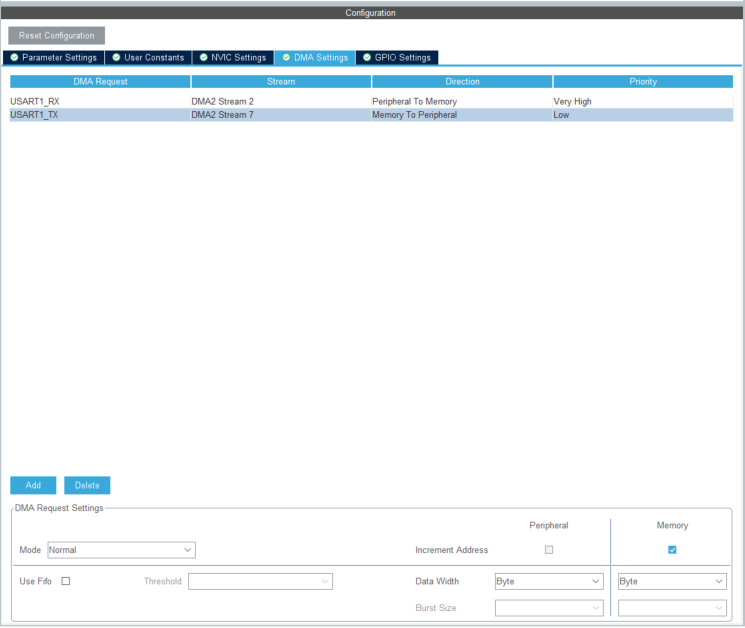 Configuration
Reset Configuration
Parameter Settings User Constants NVIC Settings DMA Settings GPIO Settings
DMA Request Stream Direction Priority
USART1_RX DMA2 Stream 2 Peripheral To Memory Very High
USART1_TX DMA2 Stream 7 Memory To Peripheral Low
Add Delete
DMA Request Settings
Peripheral Memory
Mode Normal Increment Address
Use Fifo Threshold Data Width Byte Byte
Burst Size